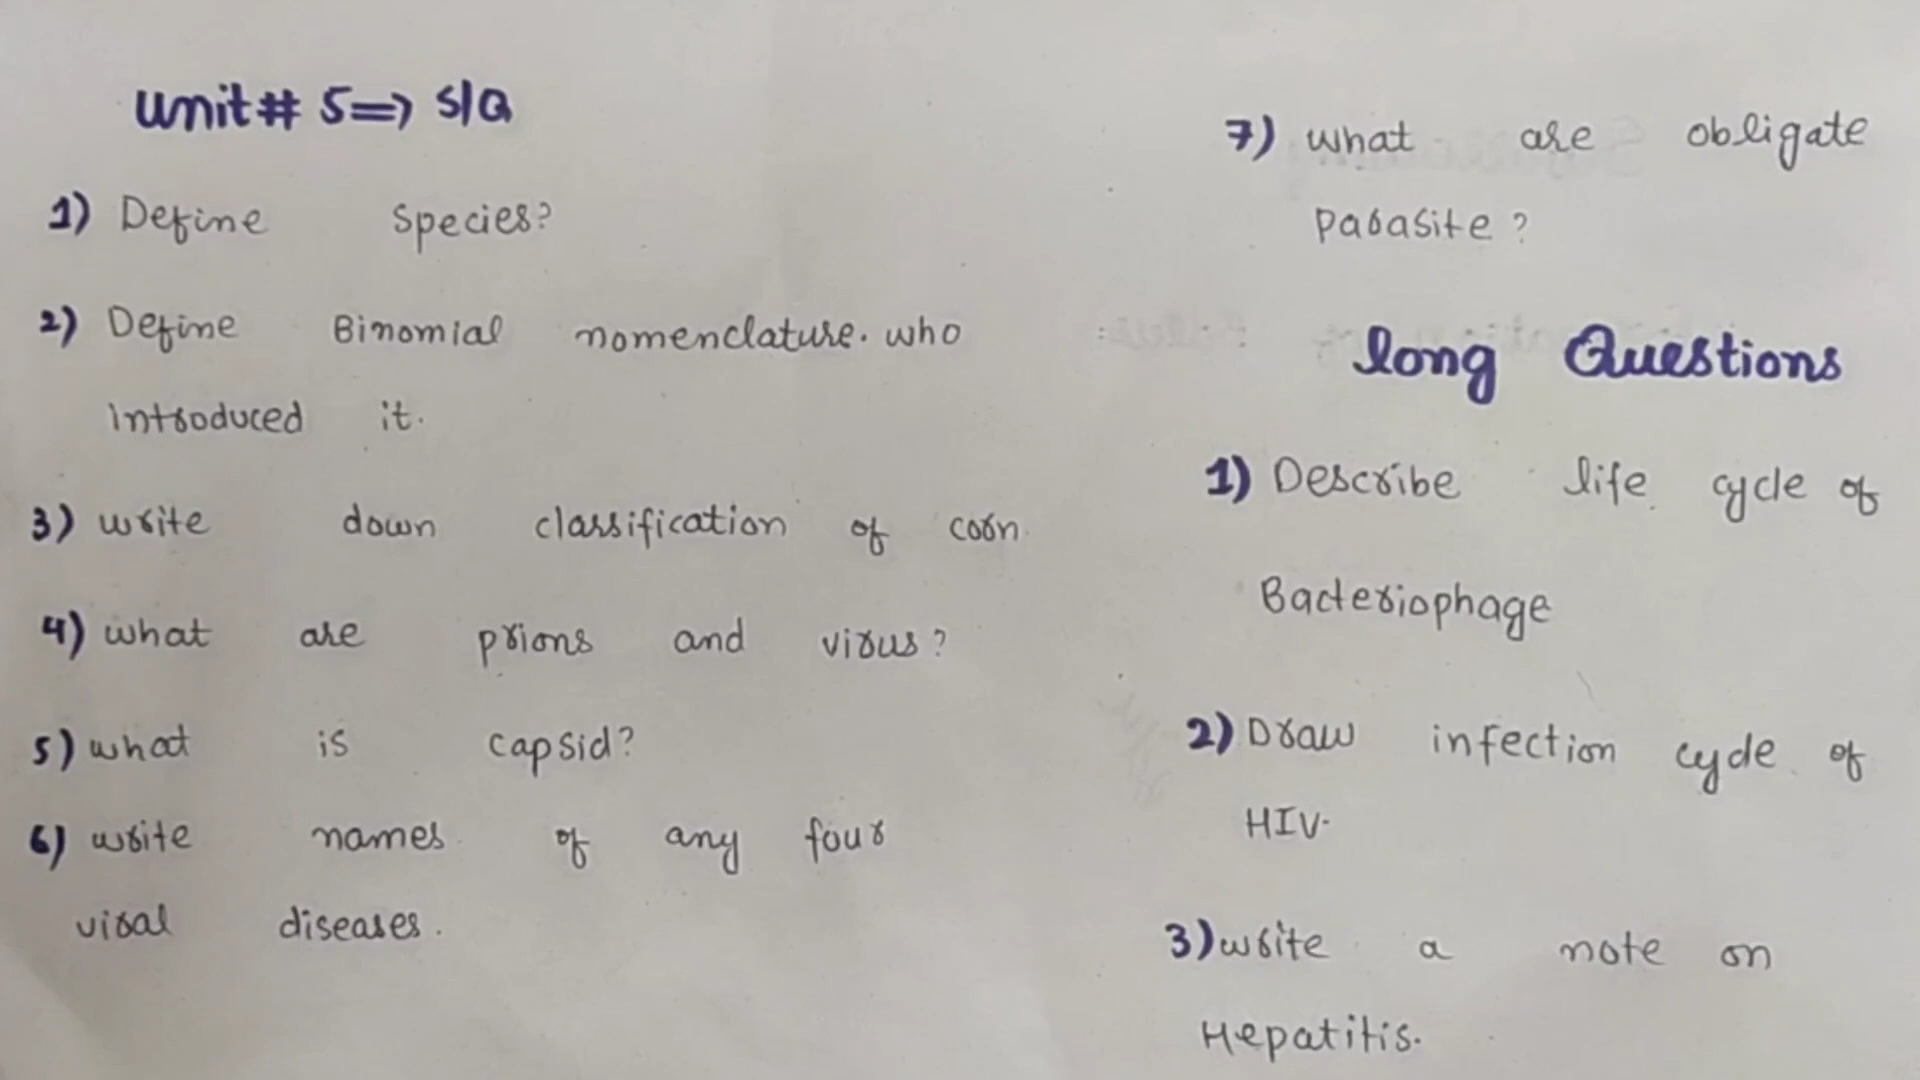 Unit# 5⇒ S/Q
1) Define Species?
2) Define Binomial nomenclature. who
introduced it.
3) write down classification of corn.
4) what are prions and virus?
5) what is capsid?
6) write names of any four
viral diseases.
7) what are obligate
Parasite?
long Questions
1) Describe life cycle of
Bacteriophage
2) Draw infection cycle of
HIV.
3) write a note on
Hepatitis.